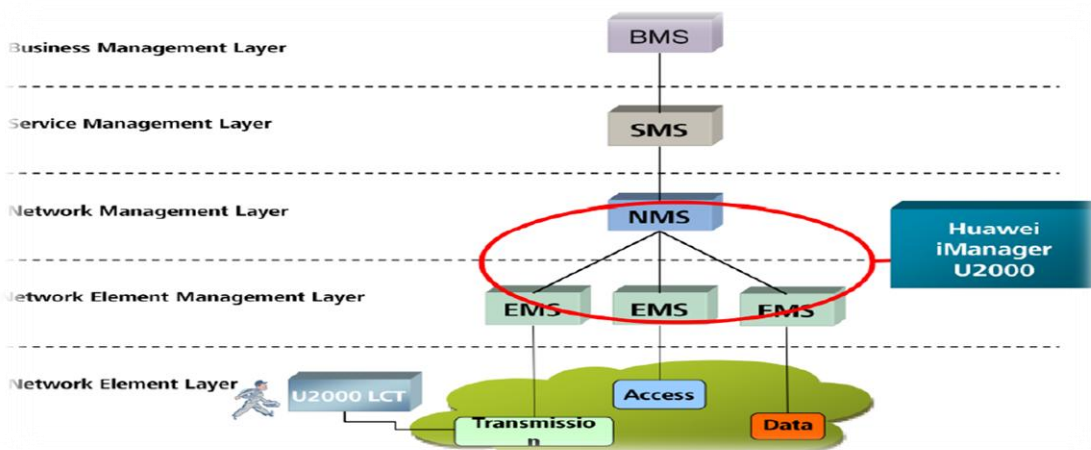 Business Management Layer
BMS
Service Management Layer
SMS
Network Management Layer
NMS
Huawei
iManager
U2000
Network Element Management Layer
EMS
EMS
EMS
Network Element Layer
U2000 LCT
Access
Transmissio
n
Data